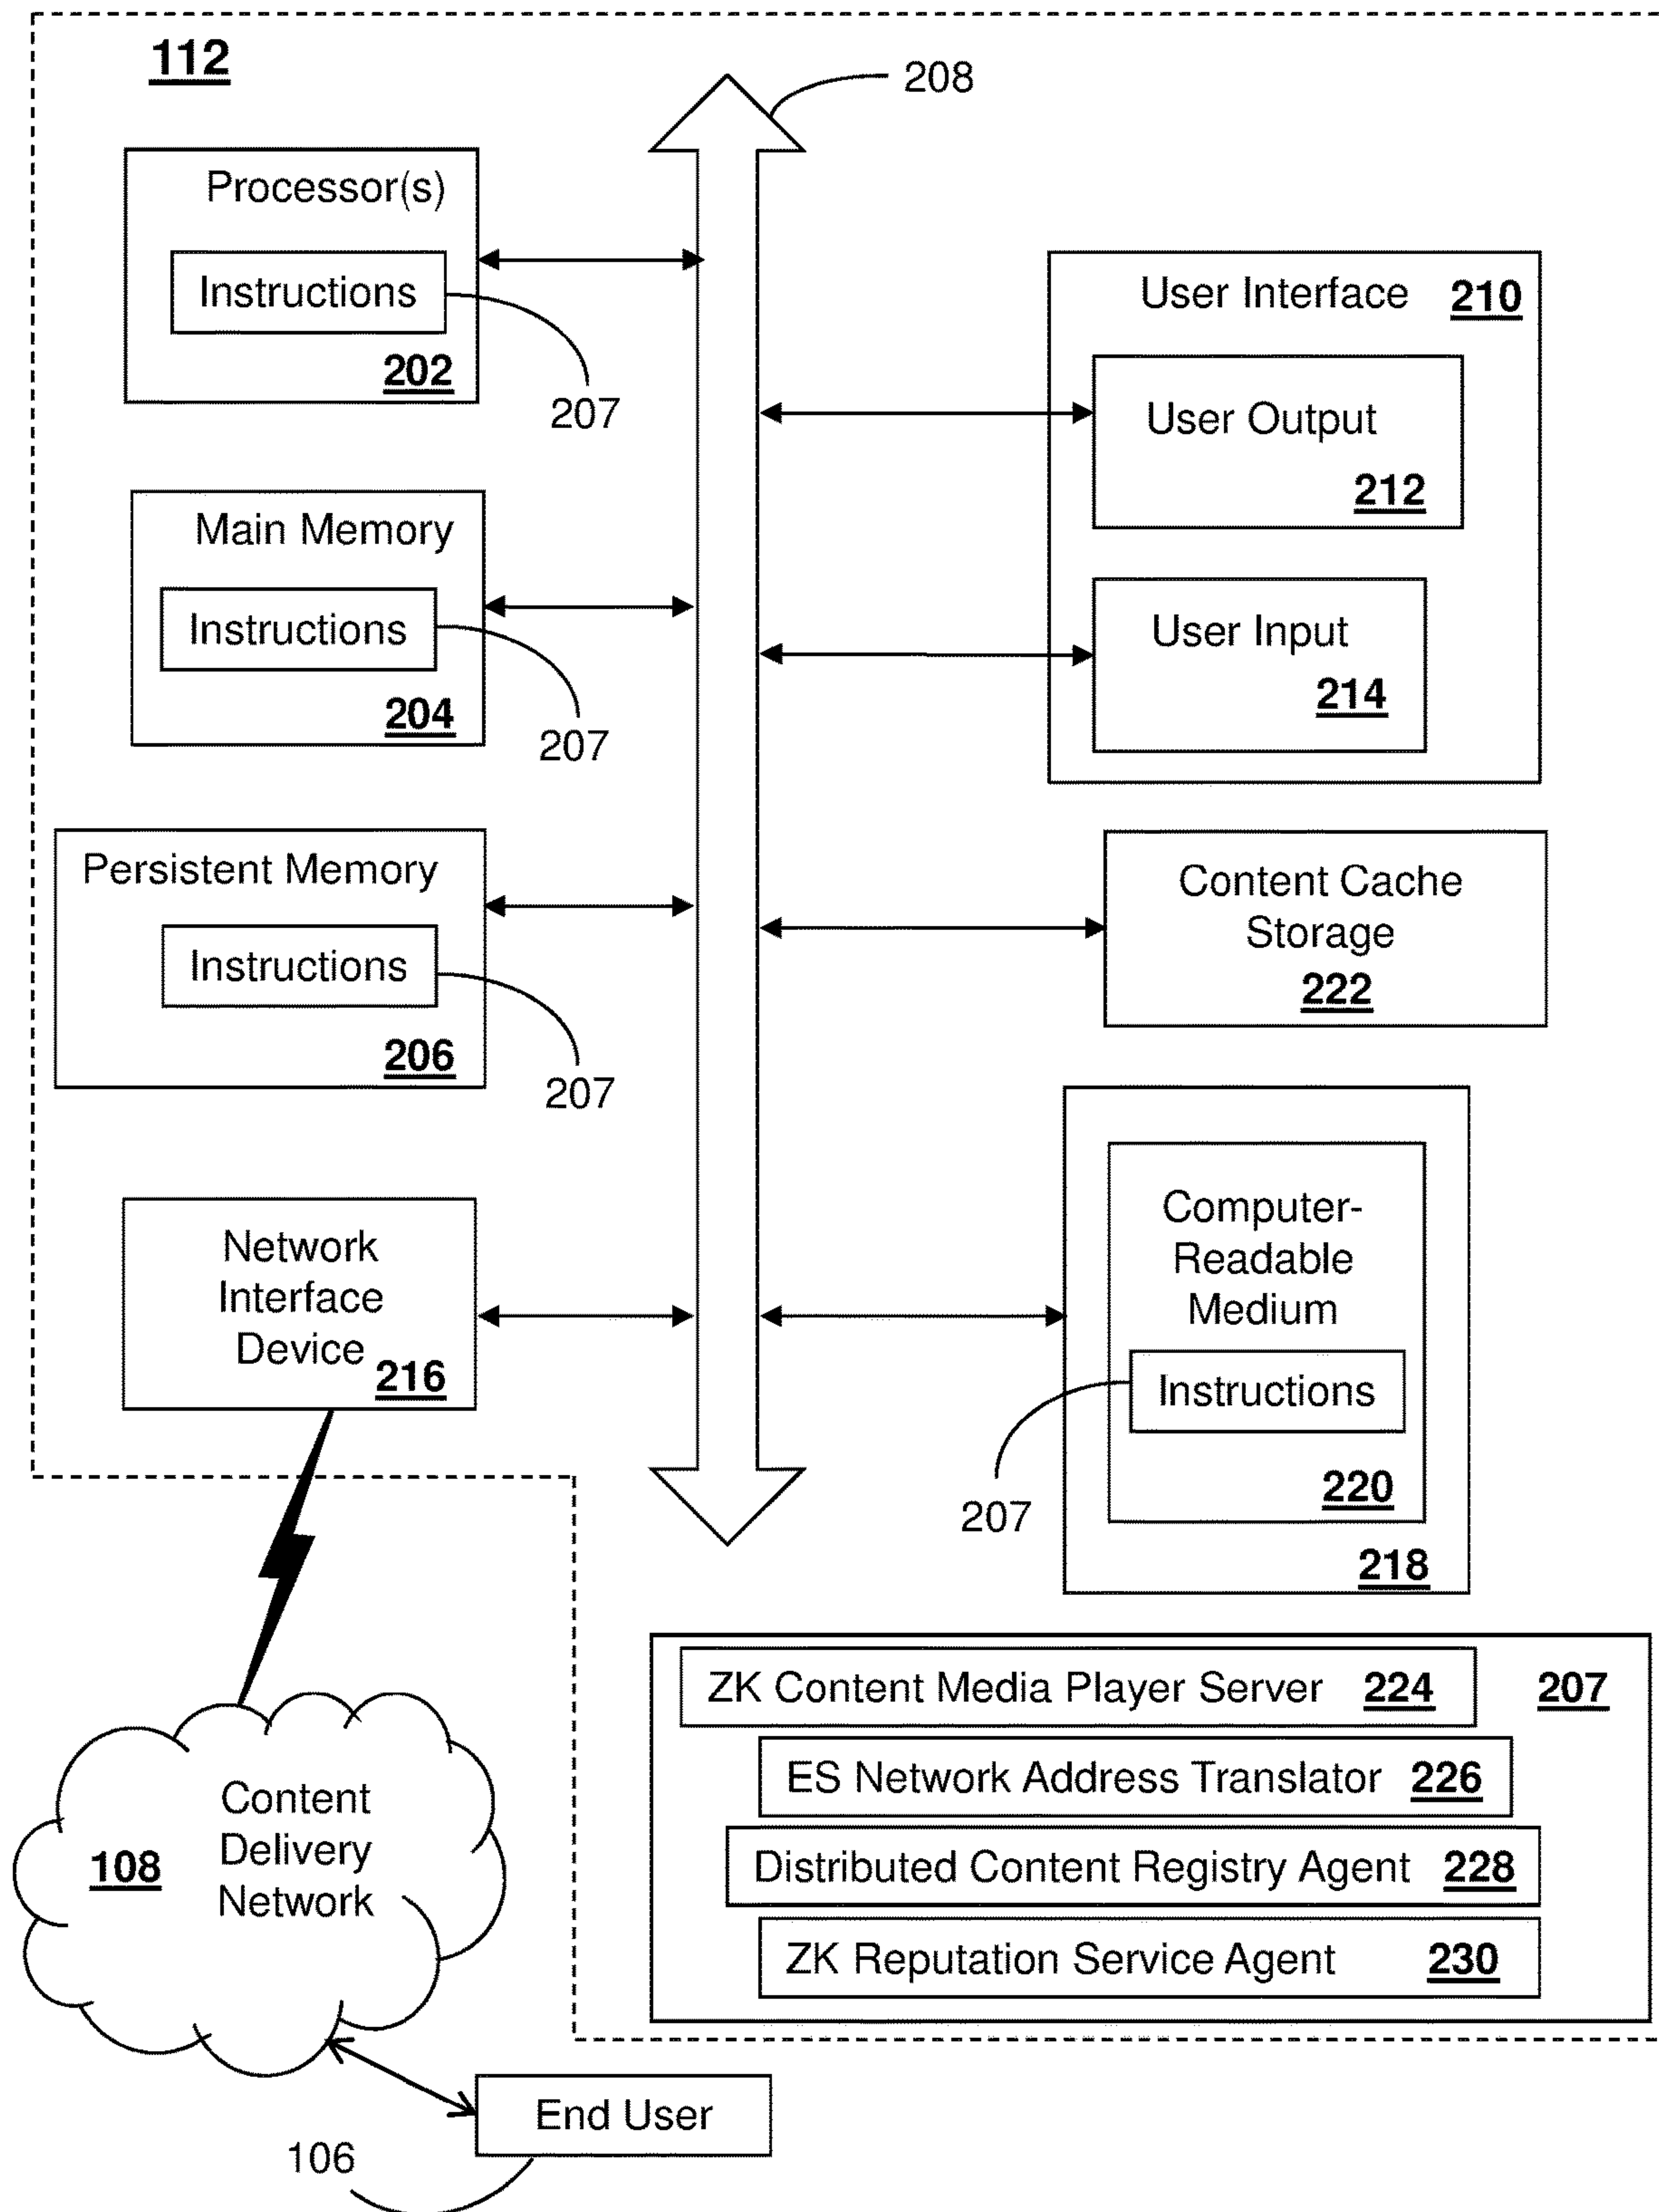 112
208
Processor(s)
Instructions
202
207
User Interface 210
User Output
212
Main Memory
Instructions
204
207
User Input
214
Persistent Memory
Instructions
206
207
Content Cache
Storage
222
Network
Interface
Device
216
Computer-
Readable
Medium
Instructions
207
220
218
ZK Content Media Player Server 224
207
ES Network Address Translator 226
Distributed Content Registry Agent 228
ZK Reputation Service Agent 230
Content
Delivery
Network
108
End User
106